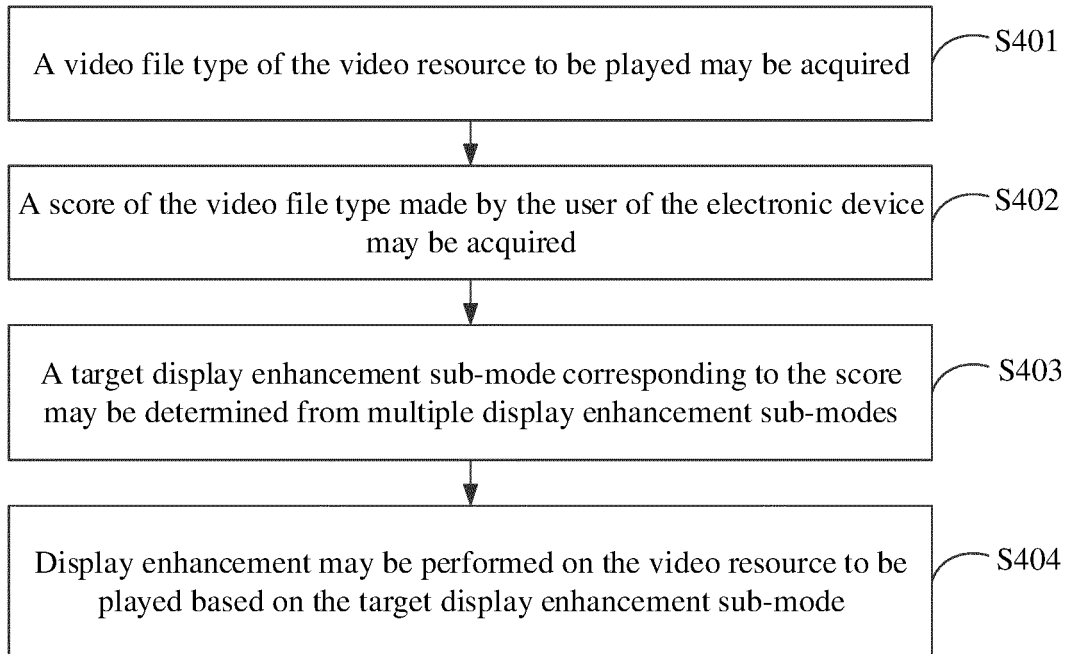 A video file type of the video resource to be played may be acquired
S401
A score of the video file type made by the user of the electronic device
may be acquired
S402
A target display enhancement sub-mode corresponding to the score
may be determined from multiple display enhancement sub-modes
S403
Display enhancement may be performed on the video resource to be
played based on the target display enhancement sub-mode
S404